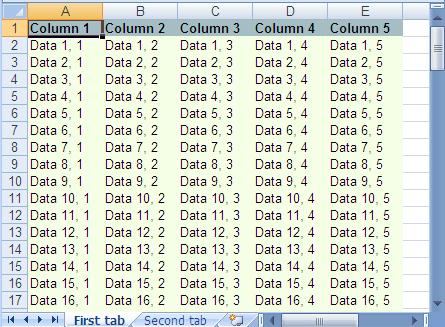 A B C D E
1 Column 1 Column 2 Column 3 Column 4 Column 5
2 Data 1, 1 Data 1, 2 Data 1, 3 Data 1, 4 Data 1, 5
3 Data 2, 1 Data 2, 2 Data 2, 3 Data 2, 4 Data 2, 5
4 Data 3, 1 Data 3, 2 Data 3, 3 Data 3, 4 Data 3, 5
5 Data 4, 1 Data 4, 2 Data 4, 3 Data 4, 4 Data 4, 5
6 Data 5, 1 Data 5, 2 Data 5, 3 Data 5, 4 Data 5, 5
7 Data 6, 1 Data 6, 2 Data 6, 3 Data 6, 4 Data 6, 5
8 Data 7, 1 Data 7, 2 Data 7, 3 Data 7, 4 Data 7, 5
9 Data 8, 1 Data 8, 2 Data 8, 3 Data 8, 4 Data 8, 5
10 Data 9, 1 Data 9, 2 Data 9, 3 Data 9, 4 Data 9, 5
11 Data 10, 1 Data 10, 2 Data 10, 3 Data 10, 4 Data 10, 5
12 Data 11, 1 Data 11, 2 Data 11, 3 Data 11, 4 Data 11, 5
13 Data 12, 1 Data 12, 2 Data 12, 3 Data 12, 4 Data 12, 5
14 Data 13, 1 Data 13, 2 Data 13, 3 Data 13, 4 Data 13, 5
15 Data 14, 1 Data 14, 2 Data 14, 3 Data 14, 4 Data 14, 5
16 Data 15, 1 Data 15, 2 Data 15, 3 Data 15, 4 Data 15, 5
17 Data 16, 1 Data 16, 2 Data 16, 3 Data 16, 4 Data 16, 5
First tab Second tab